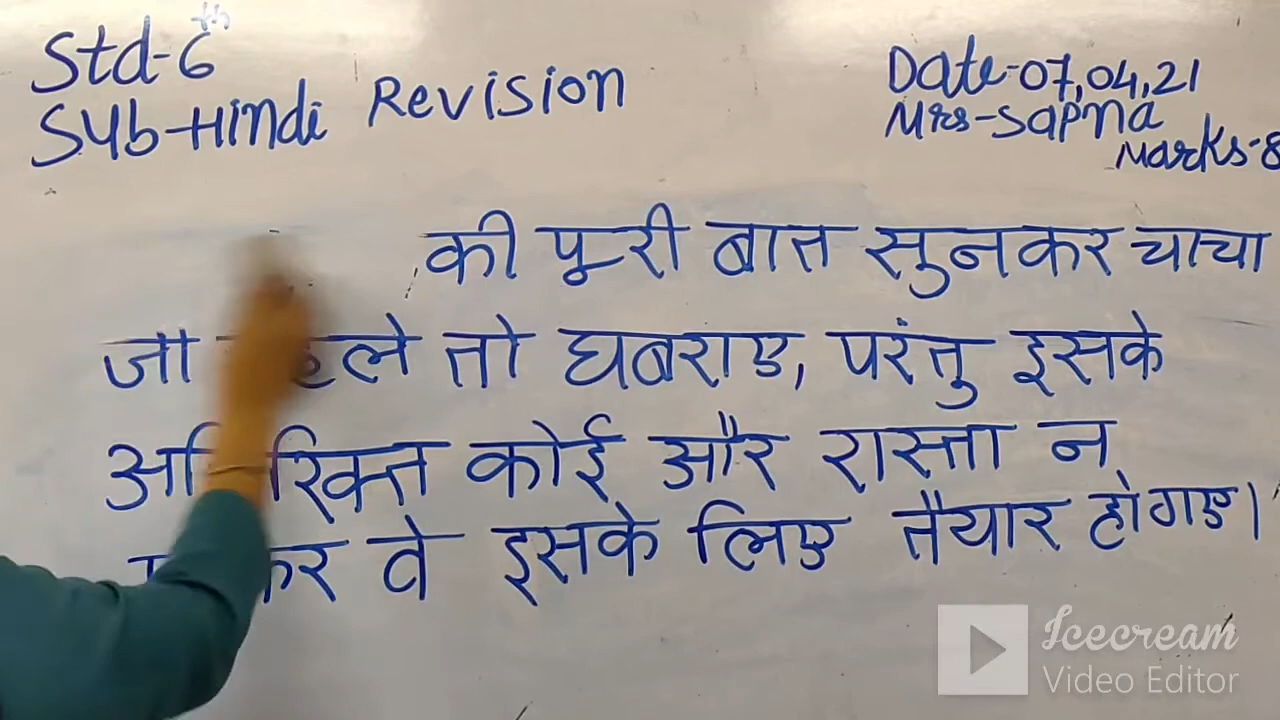 Std-6th
Sub-Hindi Revision
Date-07,04,21
Mrs-Sapna
Marks-8
की पूरी बात सुनकर चाचा
तो घबराए, परंतु इसके
कोई और रास्ता न
वे इसके लिए तैयार हो गए।
Icecream
Video Editor